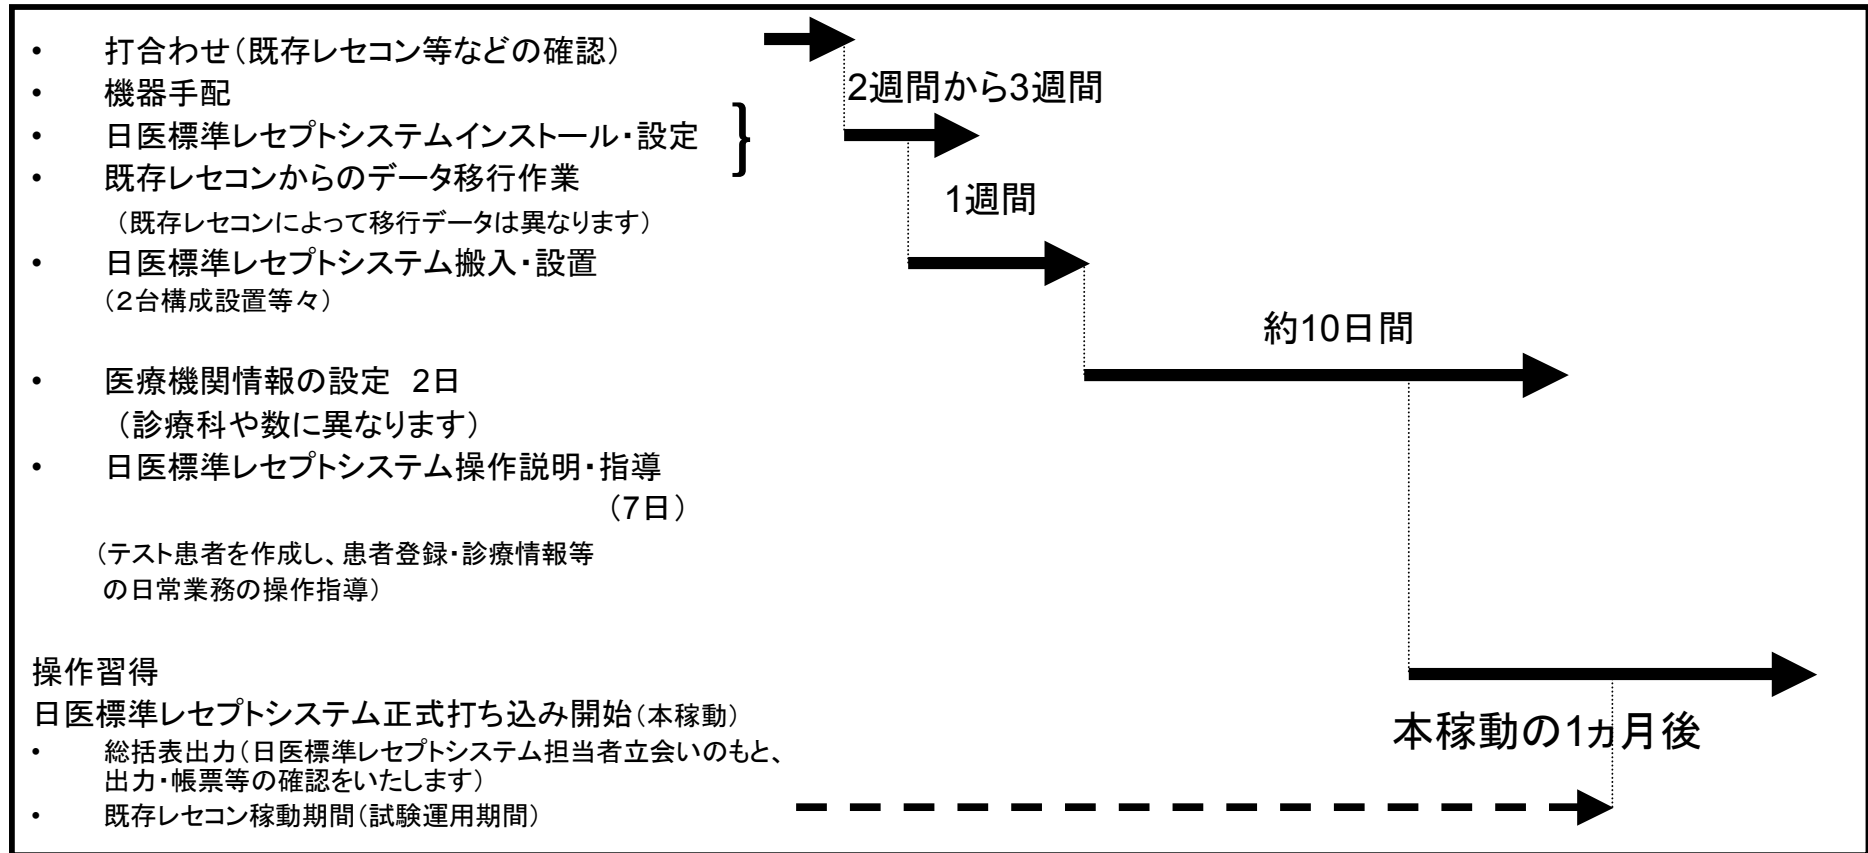 • 打合わせ（既存レセコン等などの確認）
• 機器手配
2週間から3週間
• 日医標準レセプトシステムインストール・設定 }
• 既存レセコンからのデータ移行作業
1週間
（既存レセコンによって移行データは異なります）
• 日医標準レセプトシステム搬入・設置
（２台構成設置等々）
約10日間
• 医療機関情報の設定 2日
（診療科や数に異なります）
• 日医標準レセプトシステム操作説明・指導
（7日）
（テスト患者を作成し、患者登録・診療情報等
の日常業務の操作指導）
操作習得
日医標準レセプトシステム正式打ち込み開始（本稼動）
本稼動の1ヵ月後
• 総括表出力（日医標準レセプトシステム担当者立会いのもと、
出力・帳票等の確認をいたします）
• 既存レセコン稼動期間（試験運用期間）